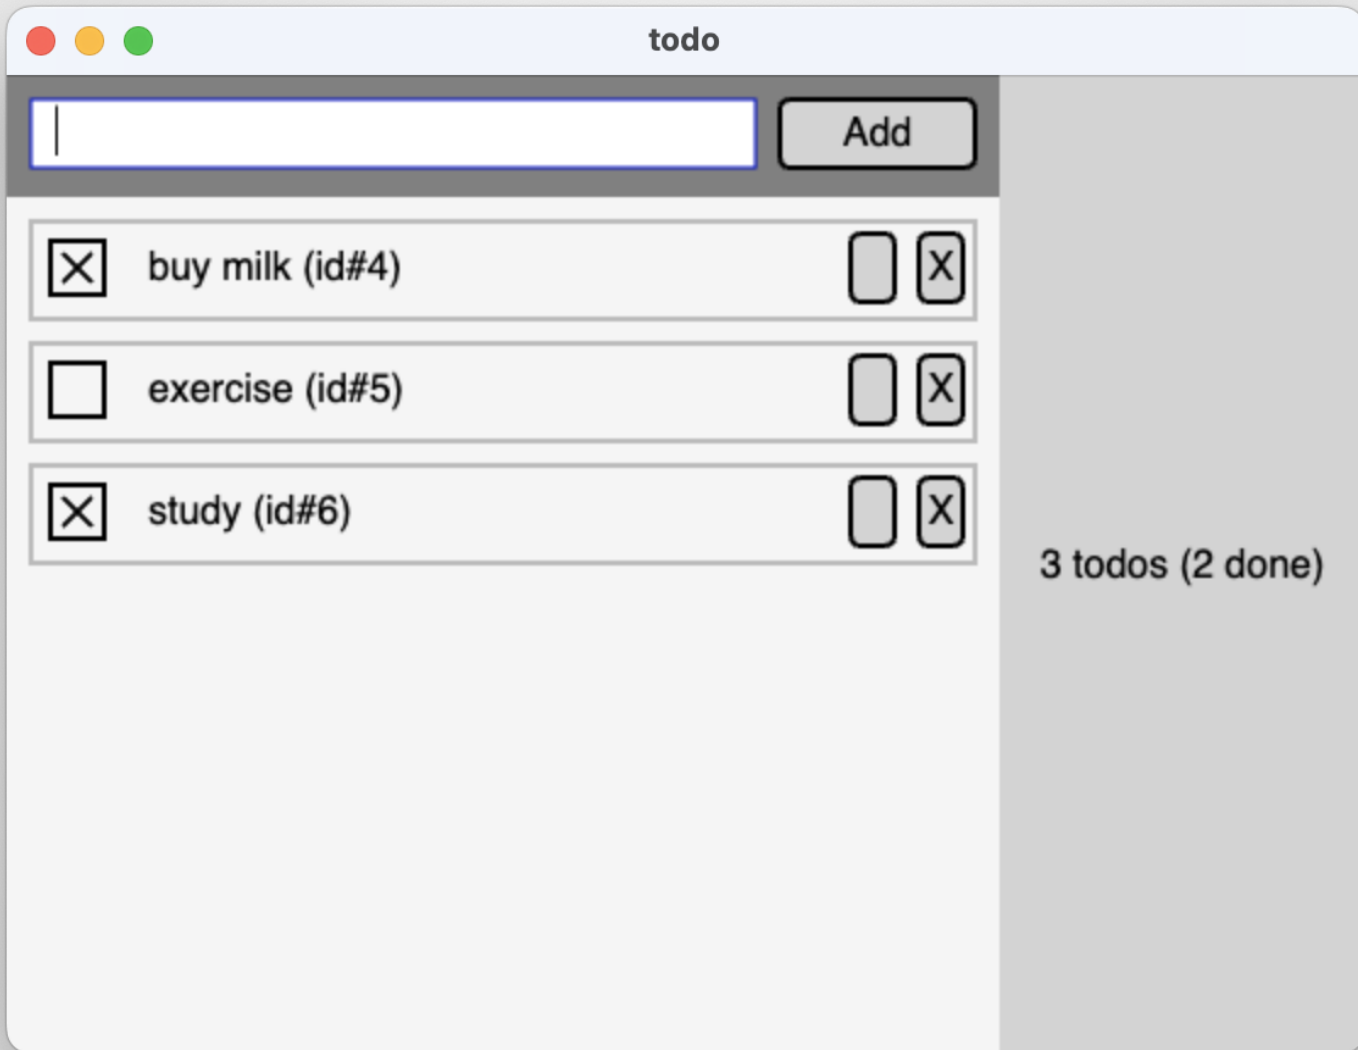 todo
Add
buy milk (id#4) X
exercise (id#5) X
study (id#6) X
3 todos (2 done)